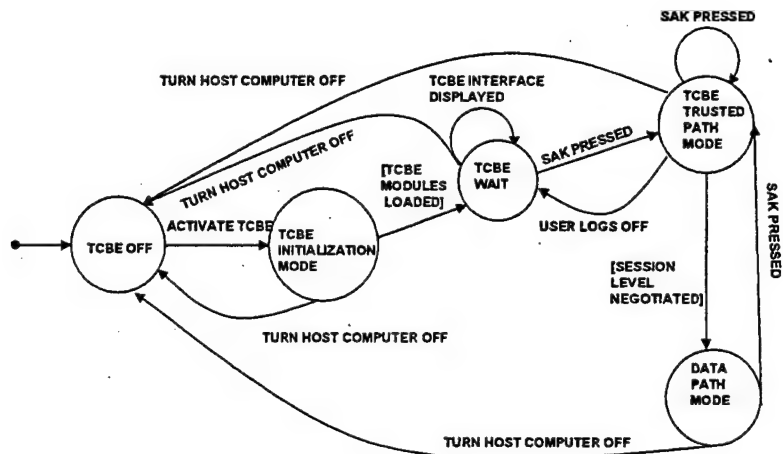 SAK PRESSED
TURN HOST COMPUTER OFF
TCBE INTERFACE
DISPLAYED
TCBE
TRUSTED
PATH
MODE
TURN HOST COMPUTER OFF
SAK PRESSED
[TCBE
MODULES
LOADED]
TCBE
WAIT
ACTIVATE TCBE
USER LOGS OFF
SAK PRESSED
TCBE OFF
TCBE
INITIALIZATION
MODE
[SESSION
LEVEL
NEGOTIATED]
TURN HOST COMPUTER OFF
DATA
PATH
MODE
TURN HOST COMPUTER OFF